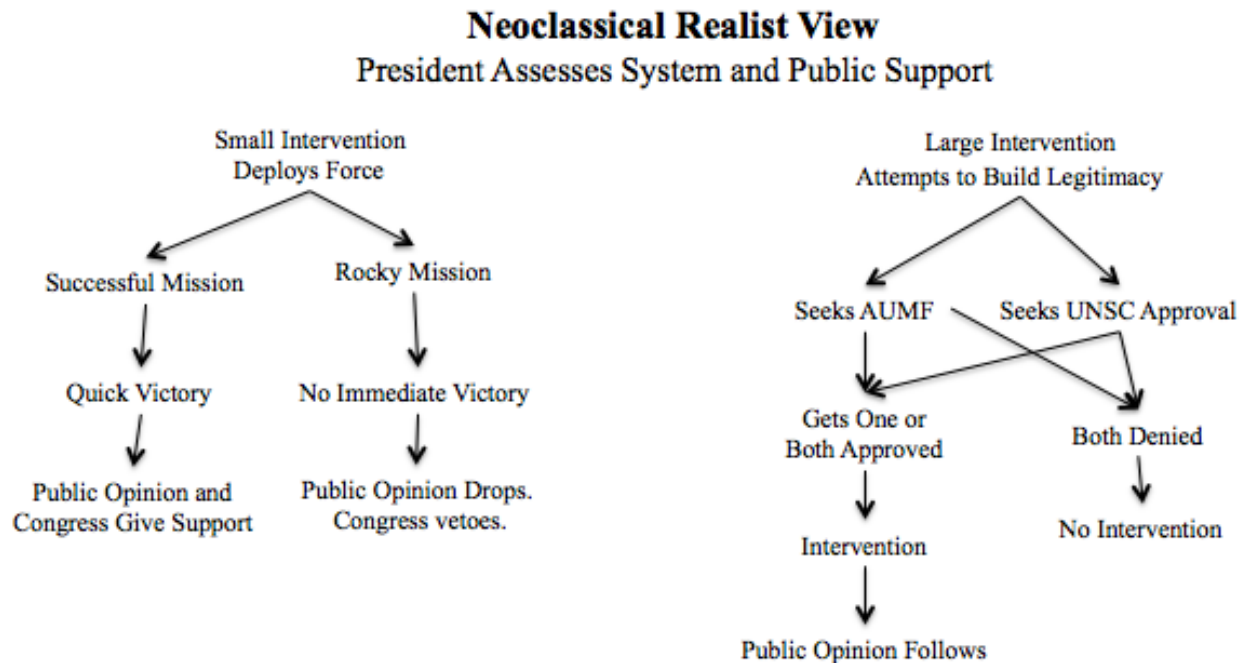 Neoclassical Realist View
President Assesses System and Public Support
Small Intervention
Deploys Force
Successful Mission
Rocky Mission
Quick Victory
No Immediate Victory
Public Opinion and
Congress Give Support
Public Opinion Drops.
Congress vetoes.
Large Intervention
Attempts to Build Legitimacy
Seeks AUMF
Seeks UNSC Approval
Gets One or
Both Approved
Both Denied
Intervention
No Intervention
Public Opinion Follows